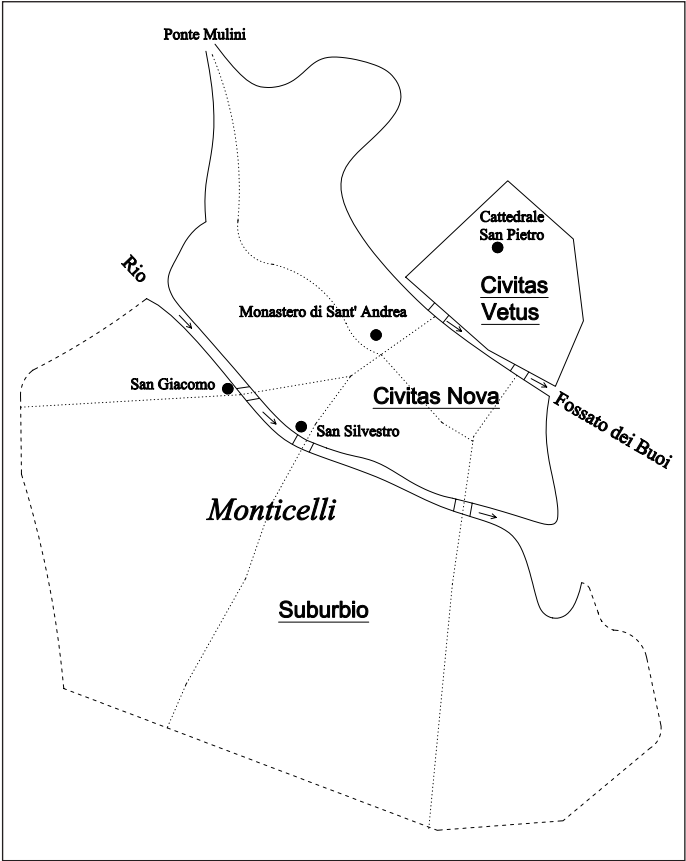 Ponte Mulini
Cattedrale
San Pietro
Rio
Civitas
Vetus
Monastero di Sant' Andrea
San Giacomo
Civitas Nova
Fossato dei Buoi
San Silvestro
Monticelli
Suburbio